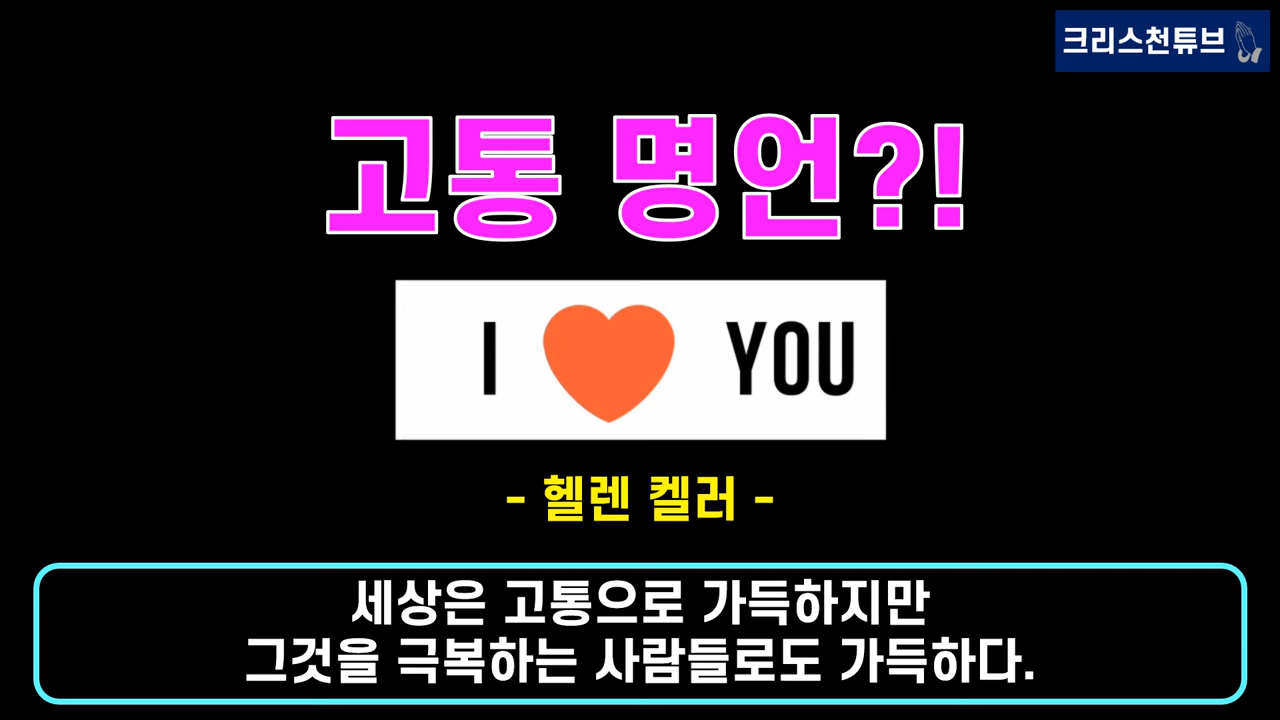 크리스천튜브
고통 명언?!
I YOU
- 헬렌 켈러 -
세상은 고통으로 가득하지만
그것을 극복하는 사람들로도 가득하다.